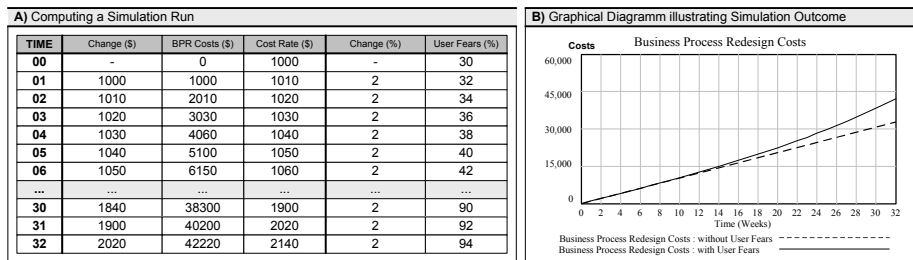 A) Computing a Simulation Run
TIME Change ($) BPR Costs ($) Cost Rate ($) Change (%) User Fears (%)
00 - 0 1000 - 30
01 1000 1000 1010 2 32
02 1010 2010 1020 2 34
03 1020 3030 1030 2 36
04 1030 4060 1040 2 38
05 1040 5100 1050 2 40
06 1050 6150 1060 2 42
... ... ... ... ... ...
30 1840 38300 1900 2 90
31 1900 40200 2020 2 92
32 2020 42220 2140 2 94
B) Graphical Diagramm illustrating Simulation Outcome
Costs Business Process Redesign Costs
60,000
45,000
30,000
15,000
0
0 2 4 6 8 10 12 14 16 18 20 22 23 24 26 28 30 32
Time (Weeks)
Business Process Redesign Costs : without User Fears
Business Process Redesign Costs : with User Fears